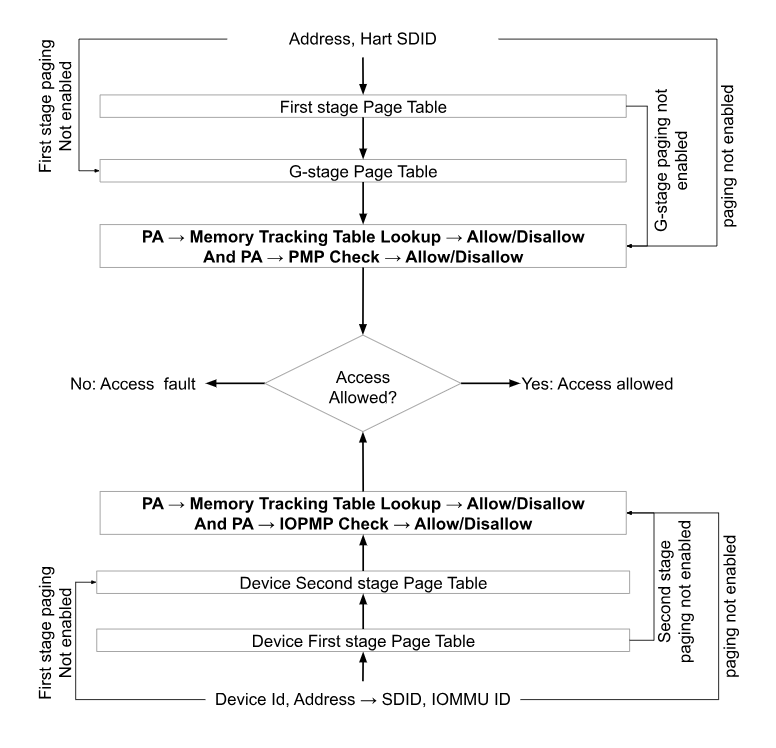 Address, Hart SDID
First stage paging
Not enabled
First stage Page Table
G-stage paging not
enabled
paging not enabled
G-stage Page Table
PA → Memory Tracking Table Lookup → Allow/Disallow
And PA → PMP Check → Allow/Disallow
No: Access fault
Access
Allowed?
Yes: Access allowed
PA → Memory Tracking Table Lookup → Allow/Disallow
And PA → IOPMP Check → Allow/Disallow
First stage paging
Not enabled
Device Second stage Page Table
Second stage
paging not enabled
paging not enabled
Device First stage Page Table
Device Id, Address → SDID, IOMMU ID